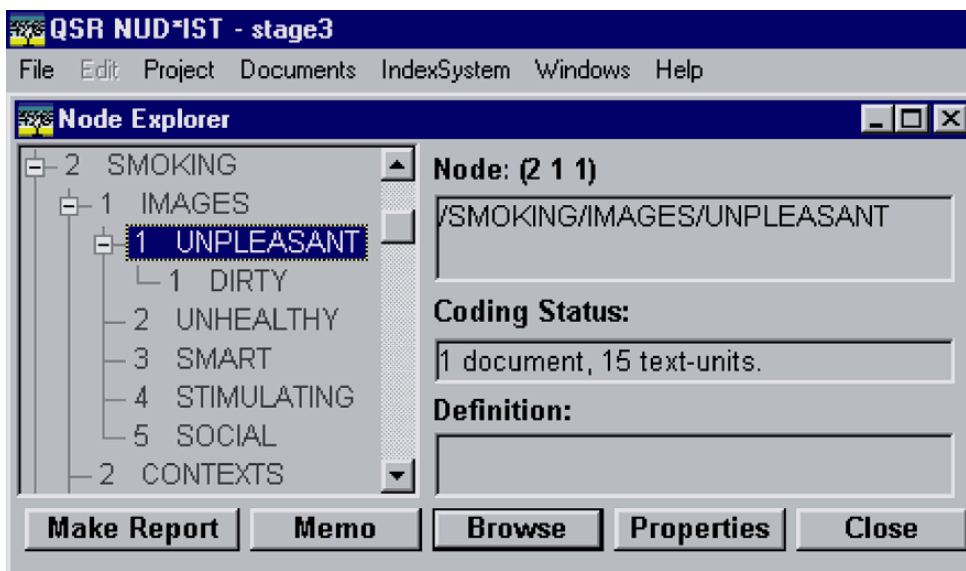 QSR NUD*IST - stage3
File Edit Project Documents IndexSystem Windows Help
Node Explorer
2 SMOKING
1 IMAGES
1 UNPLEASANT
1 DIRTY
2 UNHEALTHY
3 SMART
4 STIMULATING
5 SOCIAL
2 CONTEXTS
Node: (2 1 1)
/SMOKING/IMAGES/UNPLEASANT
Coding Status:
1 document, 15 text-units.
Definition:
Make Report Memo Browse Properties Close